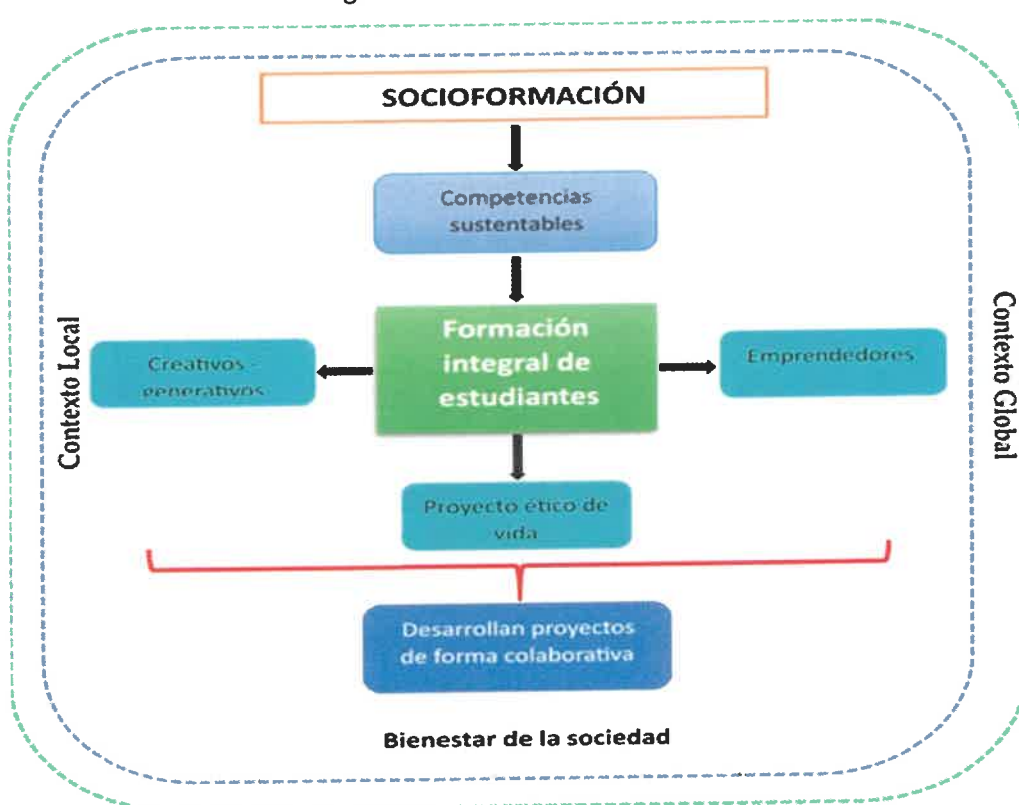 SOCIOFORMACIÓN
Competencias
sustentables
Formación
integral de
estudiantes
Contexto Local
Creativos -
generativos
Emprendedores
Contexto Global
Proyecto ético de
vida
Desarrollan proyectos
de forma colaborativa
Bienestar de la sociedad